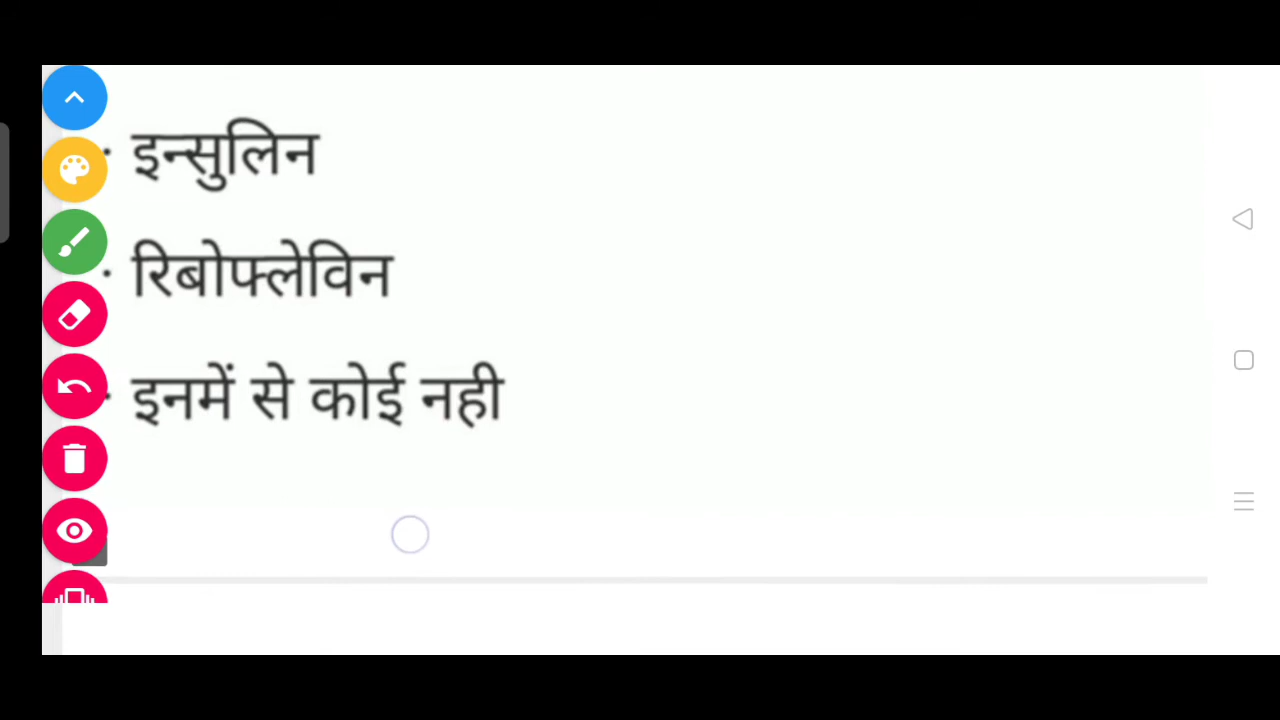 · इन्सुलिन
· रिबोफ्लेविन
· इनमें से कोई नही